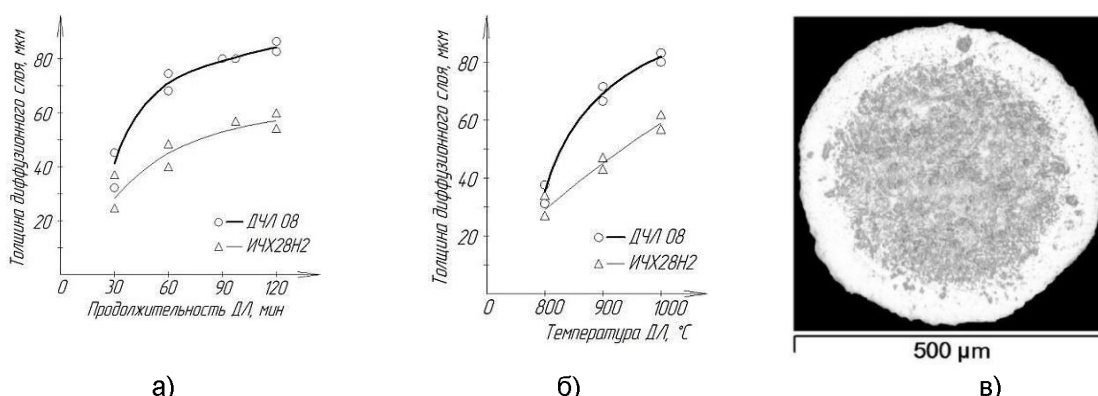 Толщина диффузионного слоя, мкм
80
60
40
20
0
30
60
90
120
Продолжительность ДЛ, мин
ДЧЛ 08
ИЧХ28Н2
а)
Толщина диффузионного слоя, мкм
80
60
40
20
0
800
900
1000
Температура ДЛ, °С
ДЧЛ 08
ИЧХ28Н2
б)
500 µm
в)